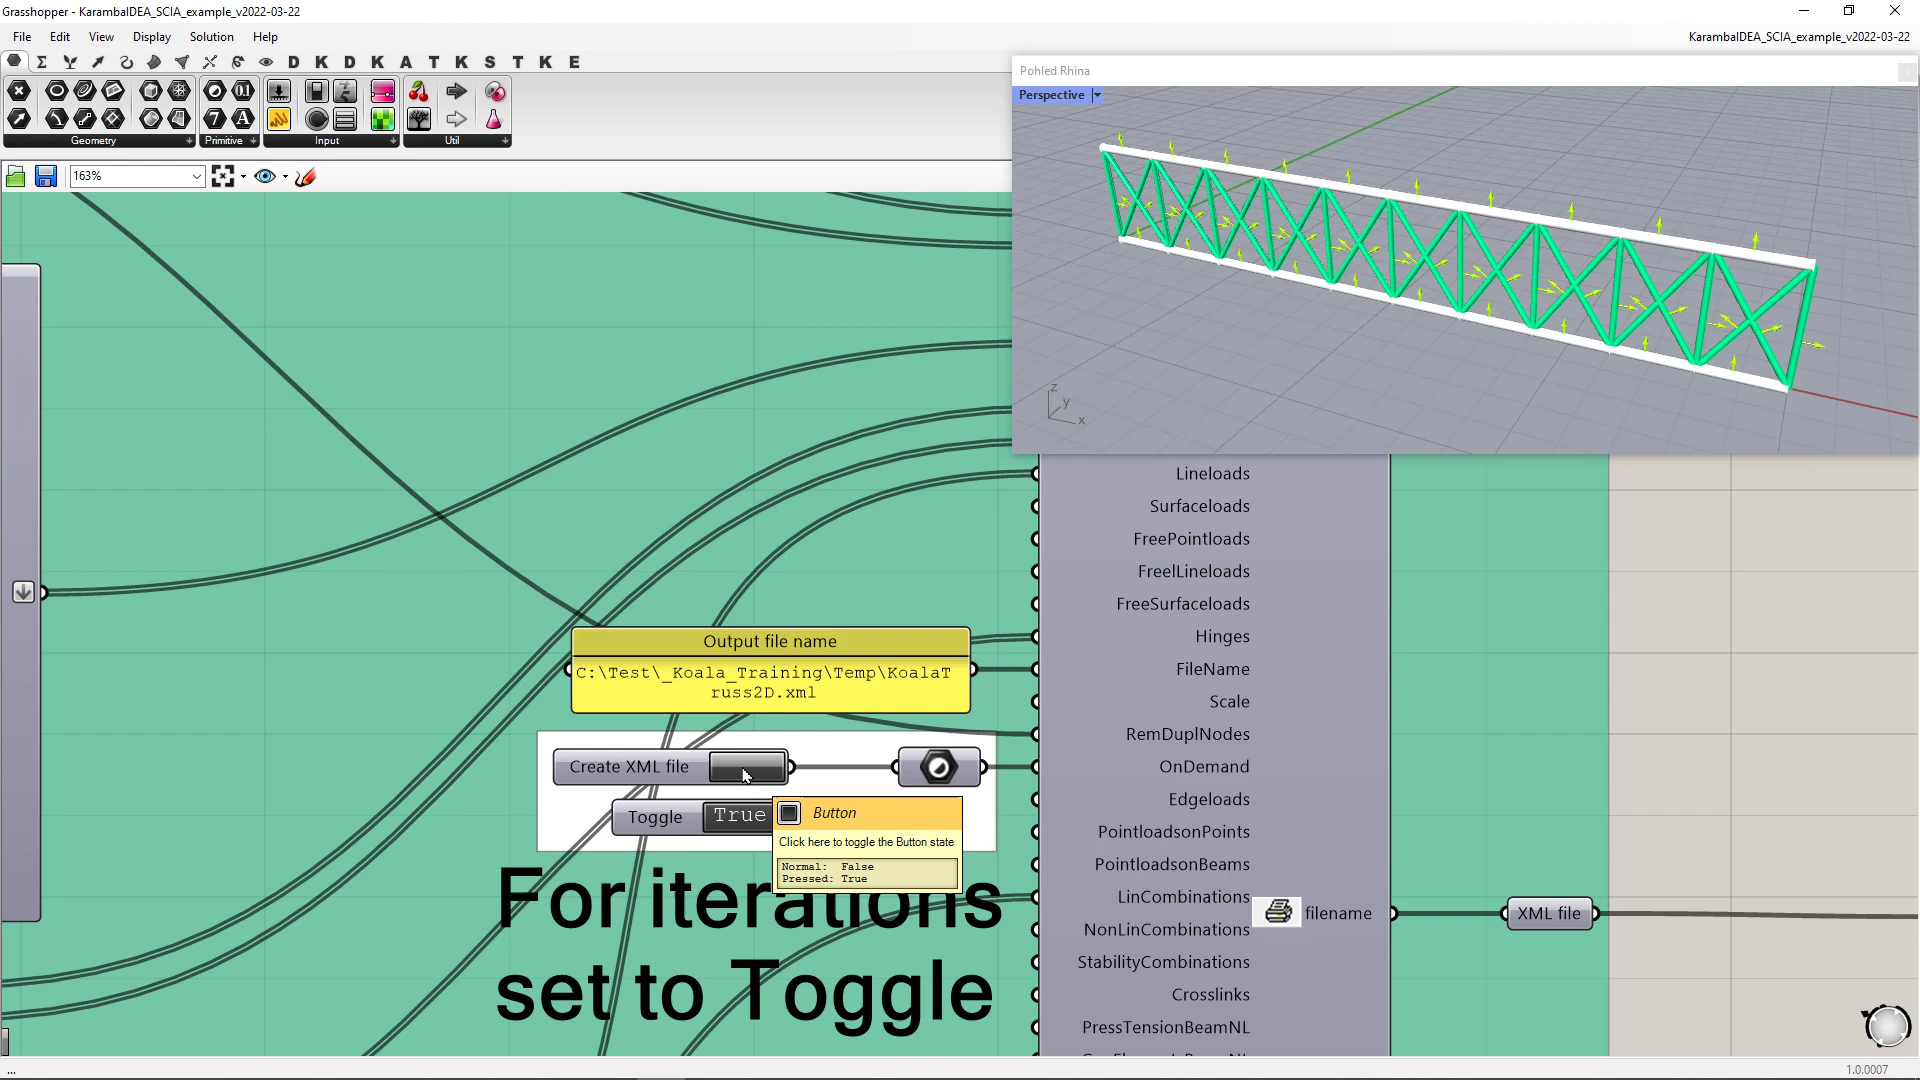 Grasshopper - KarambaIDEA_SCIA_example_v2022-03-22
File Edit View Display Solution Help
KarambaIDEA_SCIA_example_v2022-03-22
D K D K A T K S T K E
Geometry
Primitive
Input
Util
163%
Pohled Rhina
Perspective
z
y
x
Lineloads
Surfaceloads
FreePointloads
FreelLineloads
FreeSurfaceloads
Hinges
FileName
Scale
RemDuplNodes
OnDemand
Edgeloads
PointloadsonPoints
PointloadsonBeams
LinCombinations
NonLinCombinations
StabilityCombinations
Crosslinks
PressTensionBeamNL
Output file name
C:\Test\_Koala_Training\Temp\KoalaT
russ2D.xml
Create XML file
Toggle True
Button
Click here to toggle the Button state
Normal: False
Pressed: True
For iterations
set to Toggle
filename
XML file
...
1.0.0007